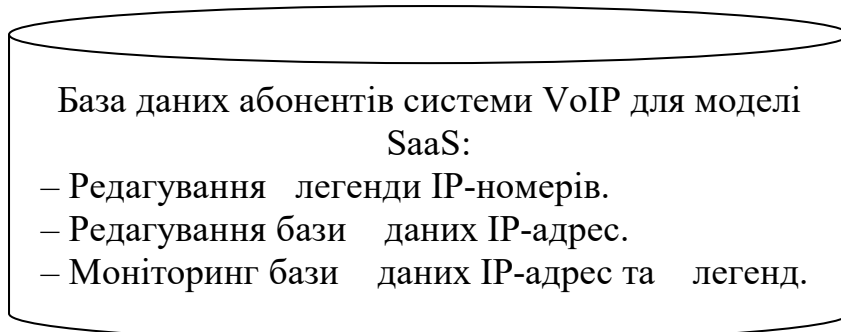 База даних абонентів системи VoIP для моделі
SaaS:
– Редагування легенди IP-номерів.
– Редагування бази даних IP-адрес.
– Моніторинг бази даних IP-адрес та легенд.